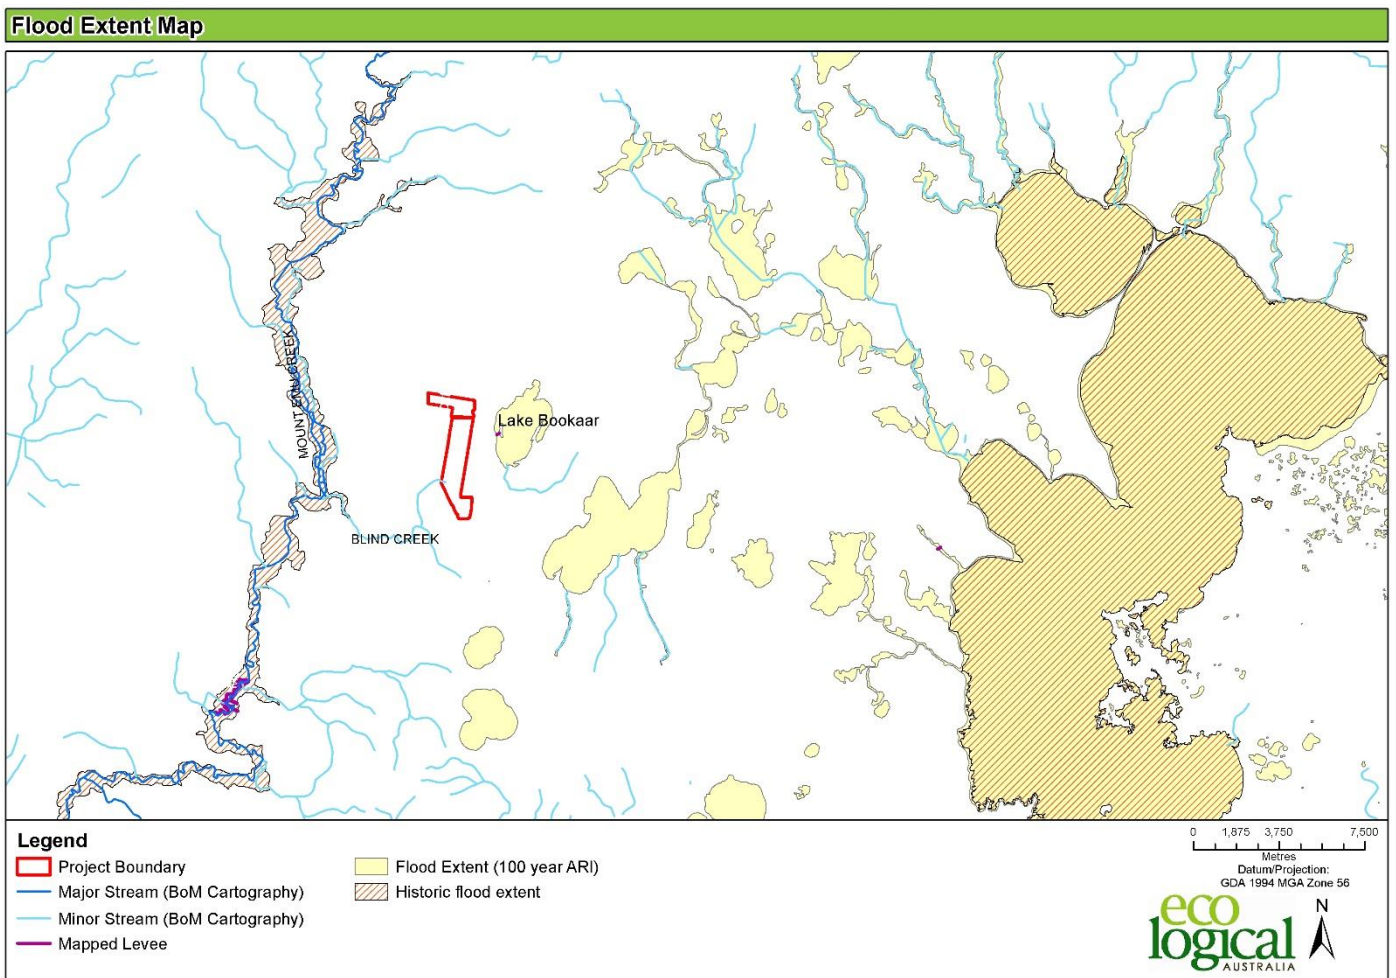 Flood Extent Map
MOUNT EMU CREEK
Lake Bookaar
BLIND CREEK
Legend
Project Boundary
Major Stream (BoM Cartography)
Minor Stream (BoM Cartography)
Mapped Levee
Flood Extent (100 year ARI)
Historic flood extent
0 1,875 3,750 7,500
Metres
Datum/Projection:
GDA 1994 MGA Zone 56
eco
logical
AUSTRALIA
N